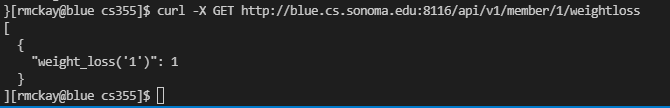 }[rmckay@blue cs355]$ curl -X GET http://blue.cs.sonoma.edu:8116/api/v1/member/1/weightloss
[
  {
    "weight_loss('1')": 1
  }
][rmckay@blue cs355]$